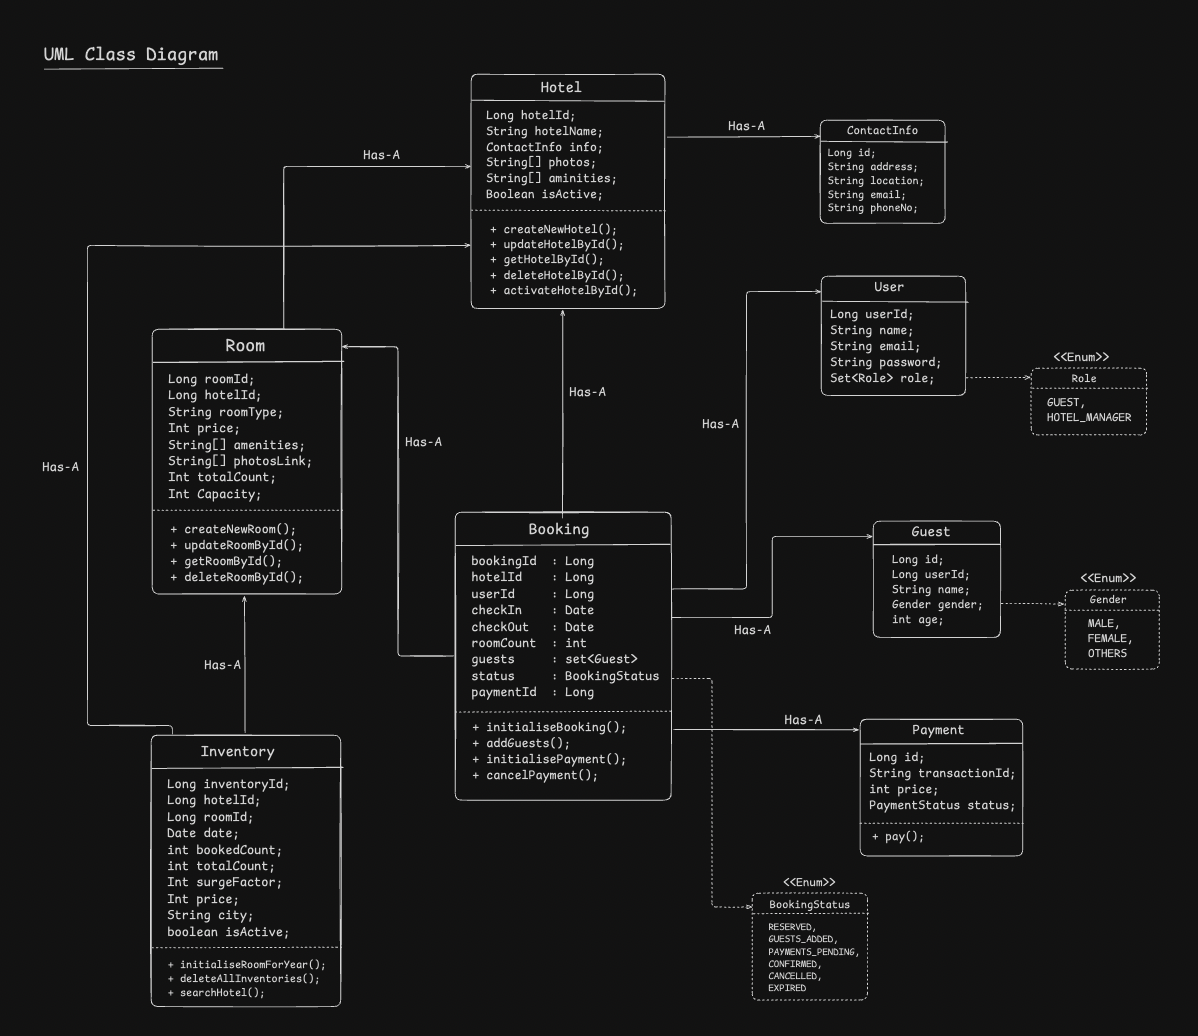 UML Class Diagram
Hotel
Long hotelId;
String hotelName;
ContactInfo info;
String[] photos;
String[] aminities;
Boolean isActive;
+ createNewHotel();
+ updateHotelById();
+ getHotelById();
+ deleteHotelById();
+ activateHotelById();
Has-A
ContactInfo
Long id;
String address;
String location;
String email;
String phoneNo;
Has-A
User
Long userId;
String name;
String email;
String password;
Set<Role> role;
<<Enum>>
Role
GUEST,
HOTEL_MANAGER
Room
Long roomId;
Long hotelId;
String roomType;
Int price;
String[] amenities;
String[] photosLink;
Int totalCount;
Int Capacity;
+ createNewRoom();
+ updateRoomById();
+ getRoomById();
+ deleteRoomById();
Has-A
Has-A
Has-A
Has-A
Booking
bookingId : Long
hotelId : Long
userId : Long
checkIn : Date
checkOut : Date
roomCount : int
guests : set<Guest>
status : BookingStatus
paymentId : Long
+ initialiseBooking();
+ addGuests();
+ initialisePayment();
+ cancelPayment();
Guest
Long id;
Long userId;
String name;
Gender gender;
int age;
<<Enum>>
Gender
MALE,
FEMALE,
OTHERS
Has-A
Has-A
Has-A
Payment
Long id;
String transactionId;
int price;
PaymentStatus status;
+ pay();
Inventory
Long inventoryId;
Long hotelId;
Long roomId;
Date date;
int bookedCount;
int totalCount;
Int surgeFactor;
Int price;
String city;
boolean isActive;
+ initialiseRoomForYear();
+ deleteAllInventories();
+ searchHotel();
<<Enum>>
BookingStatus
RESERVED,
GUESTS_ADDED,
PAYMENTS_PENDING,
CONFIRMED,
CANCELLED,
EXPIRED